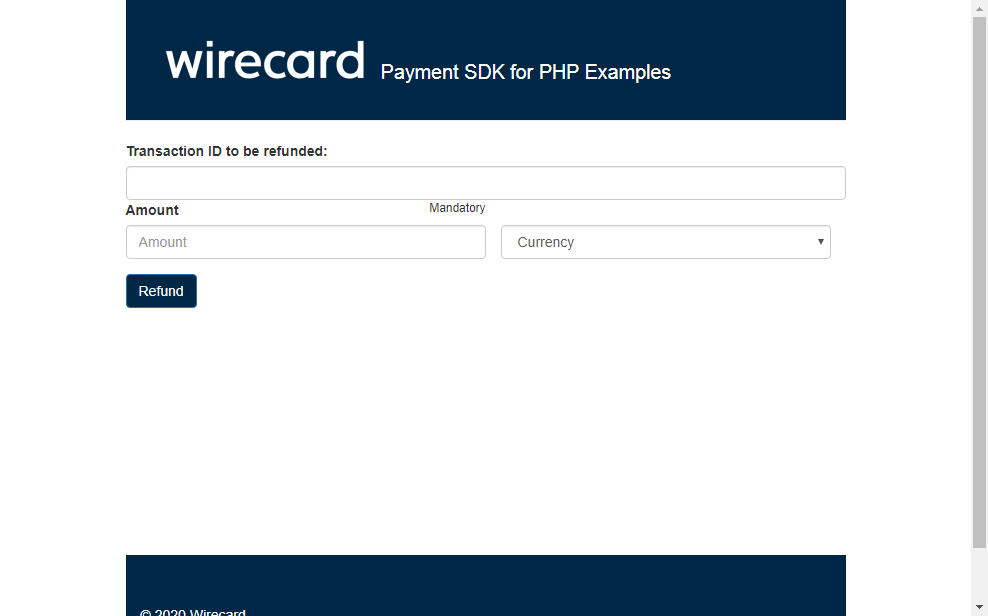 wirecard Payment SDK for PHP Examples
Transaction ID to be refunded:
Amount Mandatory
Amount Currency
Refund
© 2020 Wirecard